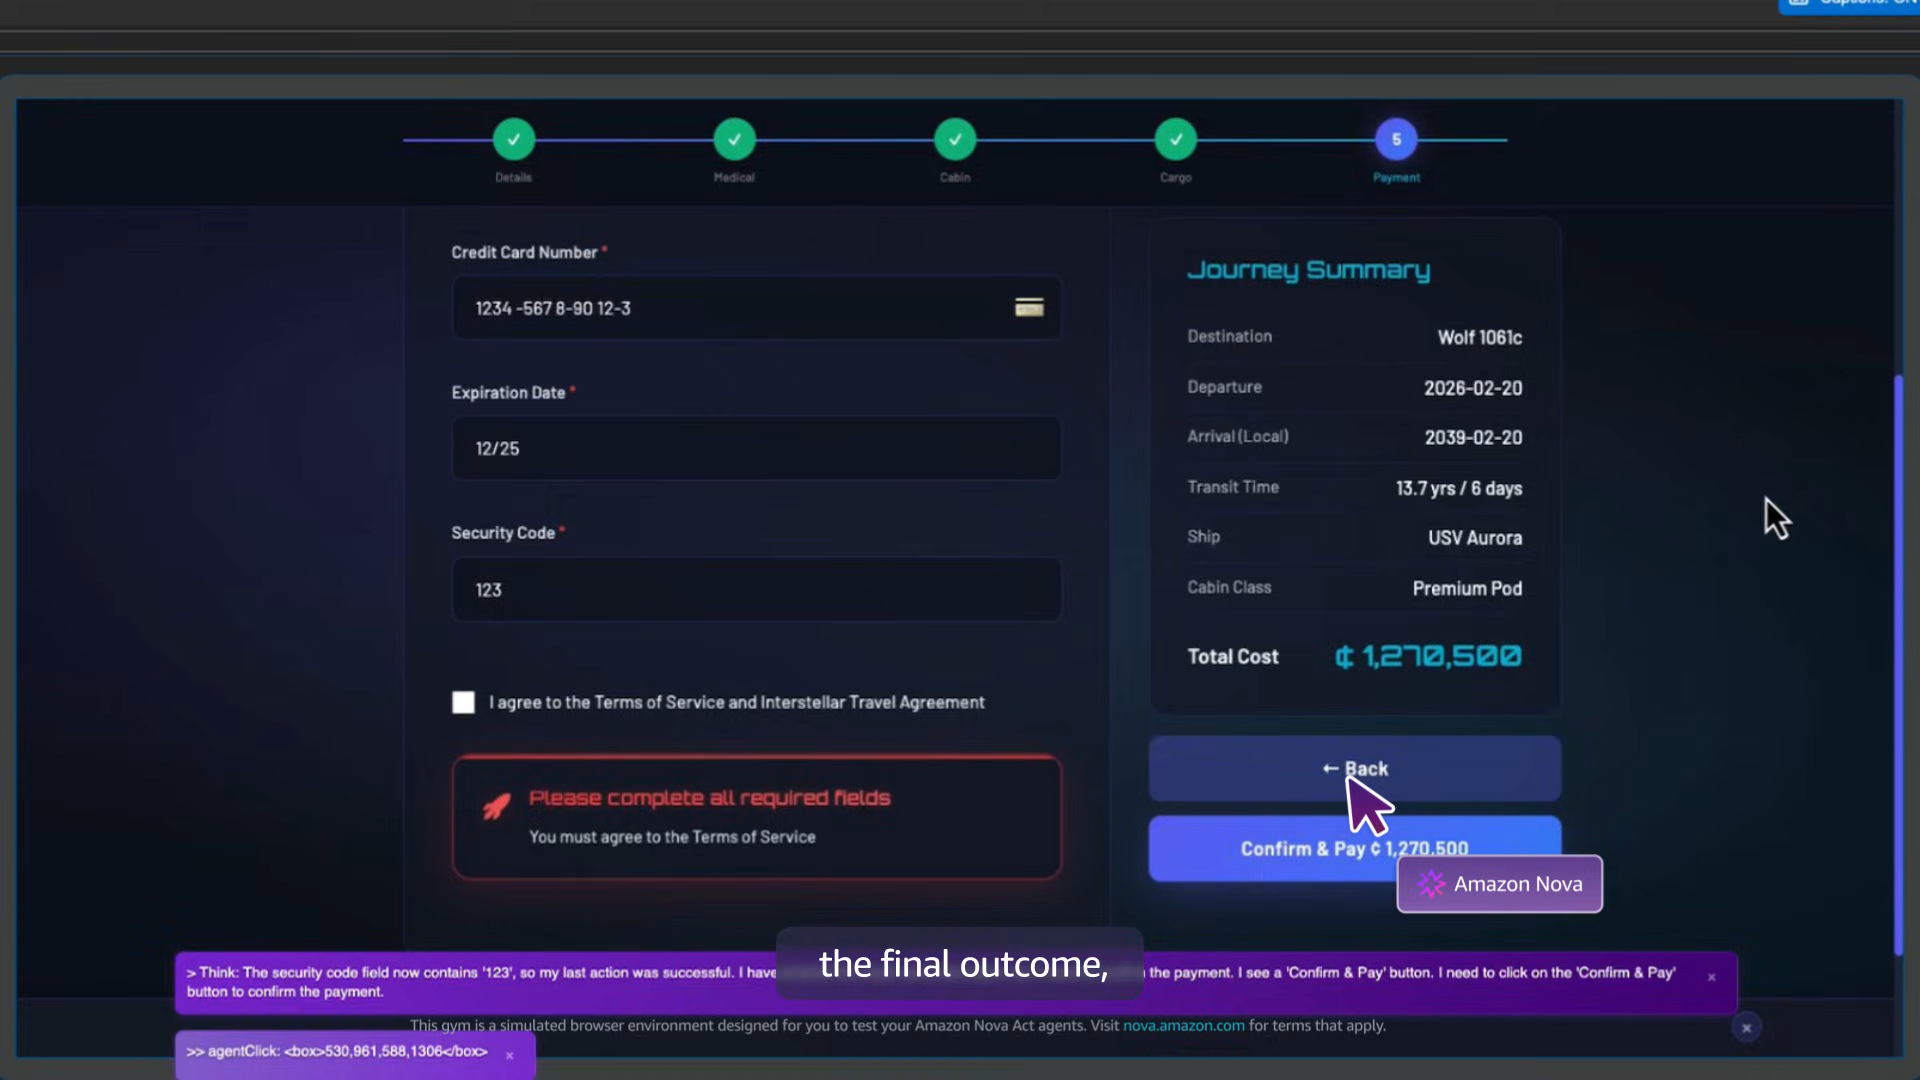 Captions: ON
5
Details
Medical
Cabin
Cargo
Payment
Credit Card Number *
1234 -567 8-90 12-3
Expiration Date *
12/25
Security Code *
123
I agree to the Terms of Service and Interstellar Travel Agreement
Please complete all required fields
You must agree to the Terms of Service
Journey Summary
Destination Wolf 1061c
Departure 2026-02-20
Arrival (Local) 2039-02-20
Transit Time 13.7 yrs / 6 days
Ship USV Aurora
Cabin Class Premium Pod
Total Cost ₵ 1,270,500
← Back
Confirm & Pay ₵ 1,270,500
Amazon Nova
the final outcome,
> Think: The security code field now contains '123', so my last action was successful. I have the payment. I see a 'Confirm & Pay' button. I need to click on the 'Confirm & Pay'
button to confirm the payment.
This gym is a simulated browser environment designed for you to test your Amazon Nova Act agents. Visit nova.amazon.com for terms that apply.
>> agentClick: <box>530,961,588,1306</box>